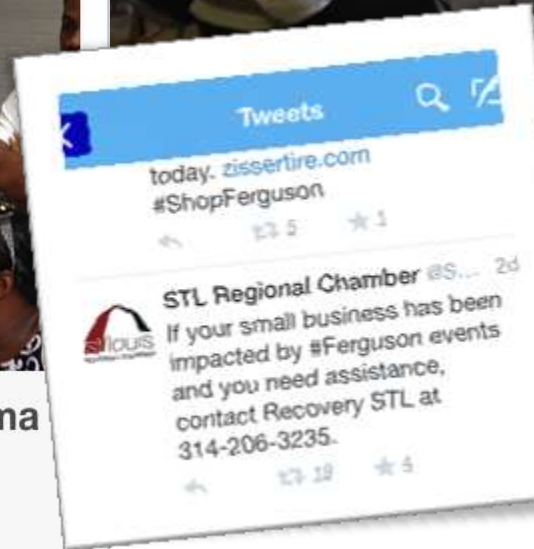 Tweets
today. zissertire.com
#ShopFerguson
5
1
STL Regional Chamber @S... 2d
If your small business has been
impacted by #Ferguson events
and you need assistance,
contact Recovery STL at
314-206-3235.
19
5
ma